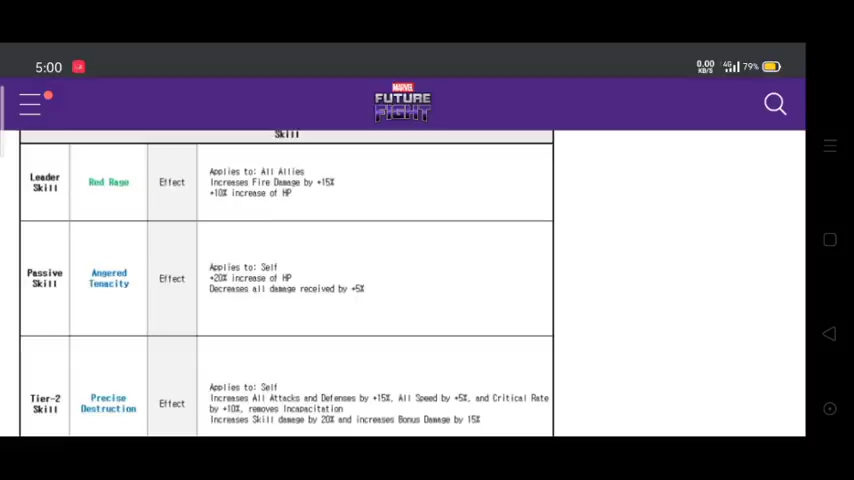 5:00
0.00 KB/S 4G 79%
MARVEL
FUTURE
FIGHT
Skill
Leader Skill
Red Rage
Effect
Applies to: All Allies
Increases Fire Damage by +15%
+10% increase of HP
Passive Skill
Angered Tenacity
Effect
Applies to: Self
+20% increase of HP
Decreases all damage received by +5%
Tier-2 Skill
Precise Destruction
Effect
Applies to: Self
Increases All Attacks and Defenses by +15%, All Speed by +5%, and Critical Rate
by +10%, removes Incapacitation
Increases Skill damage by 20% and increases Bonus Damage by 15%